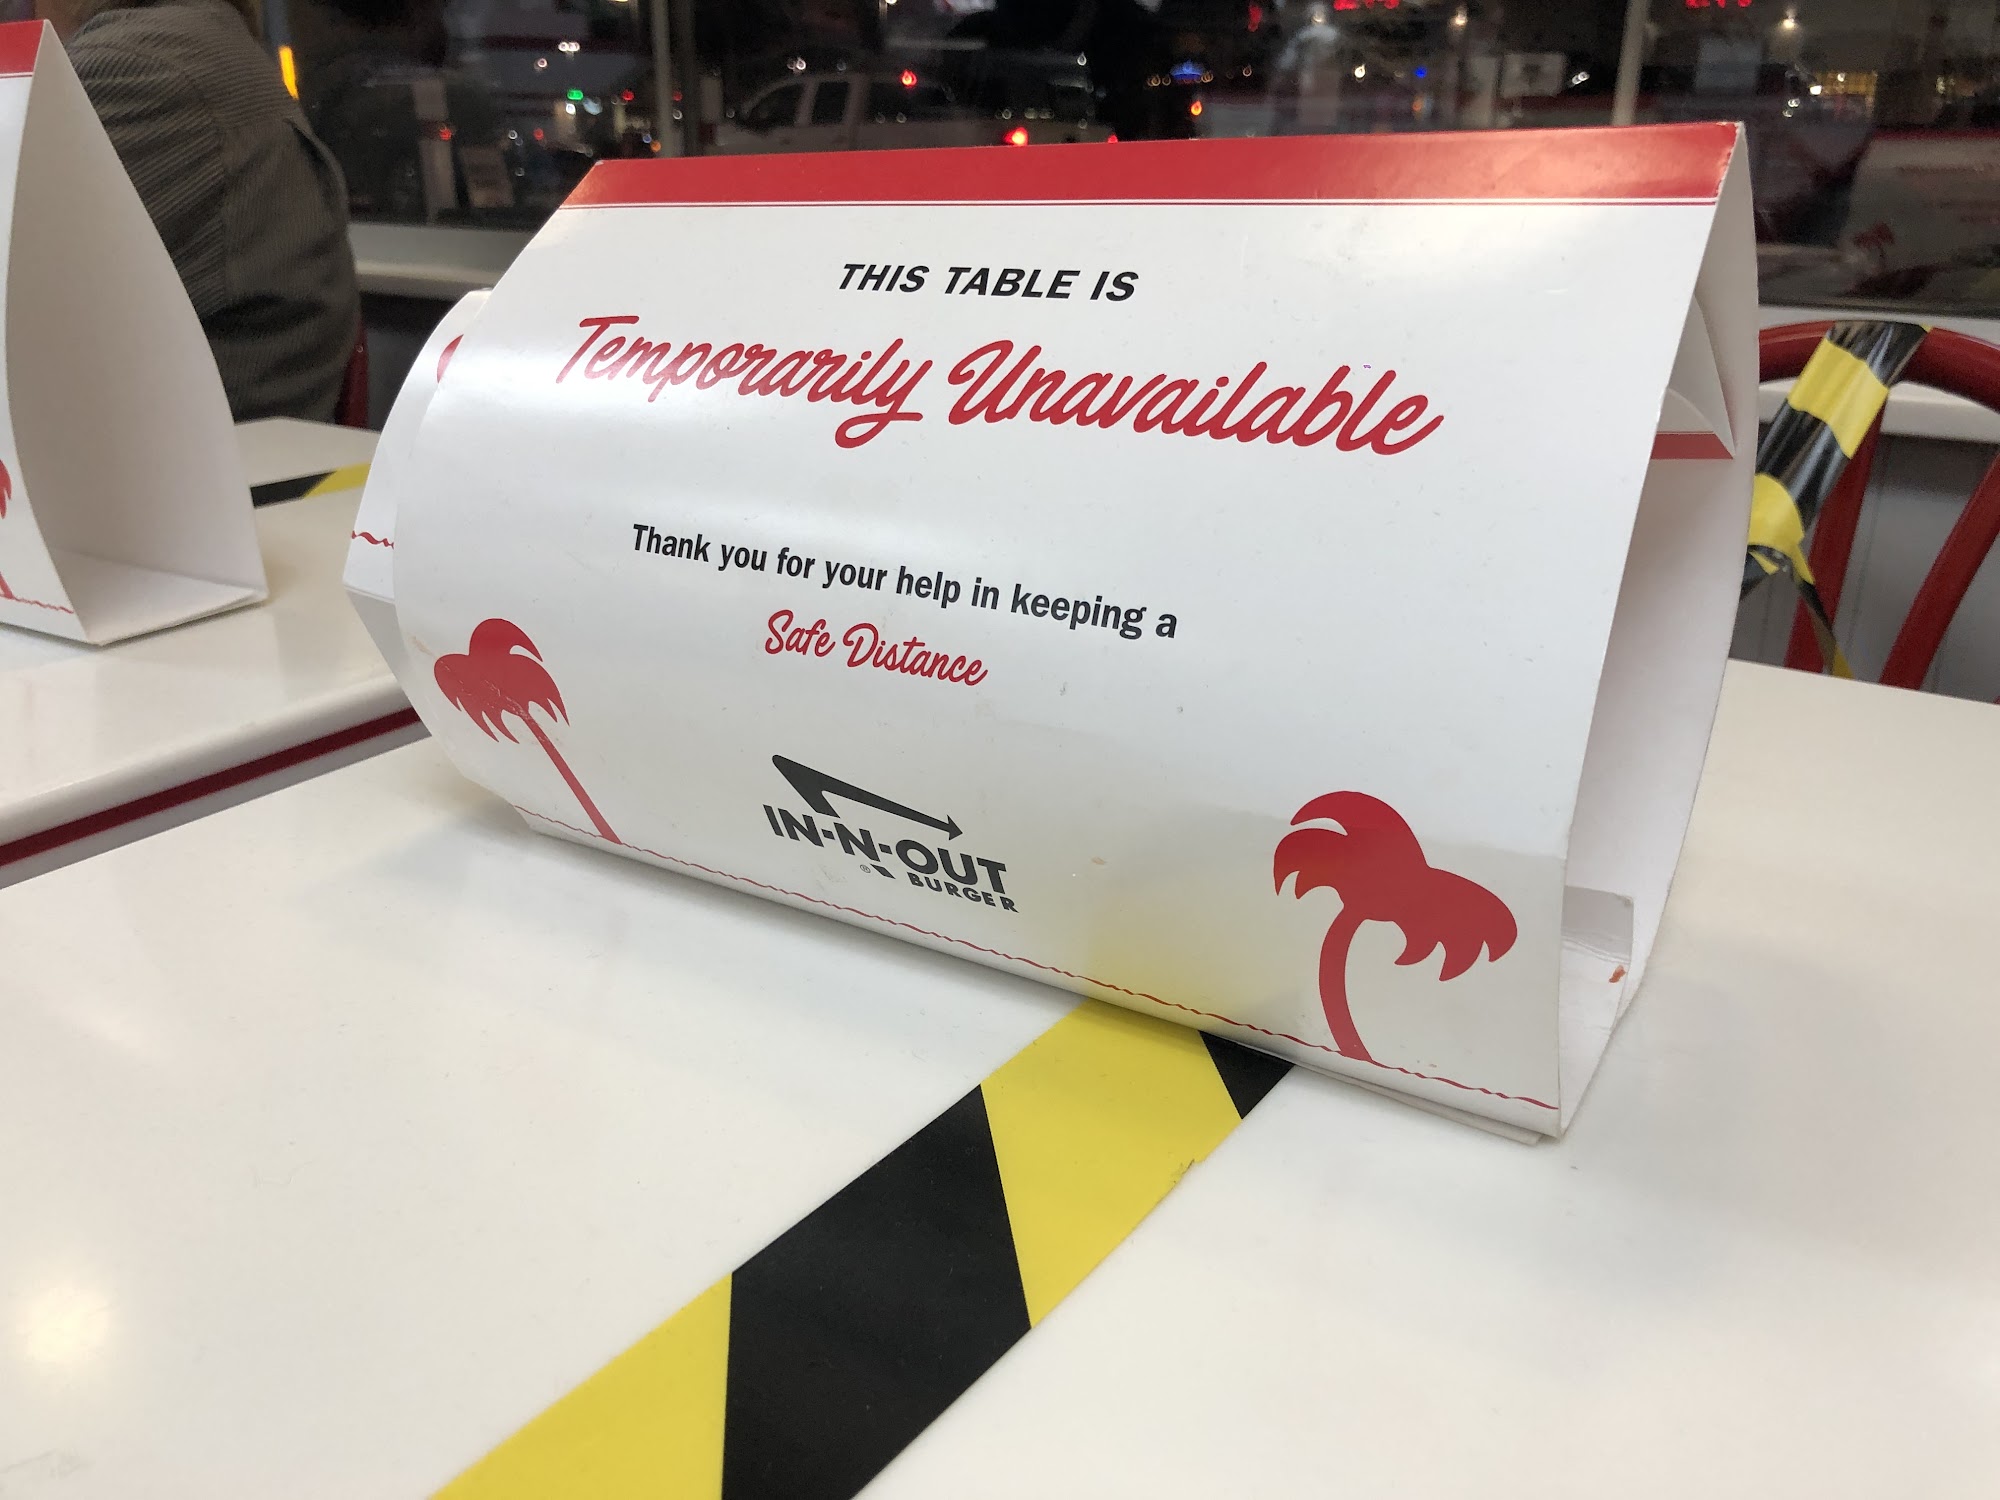 THIS TABLE IS
Temporarily Unavailable
Thank you for your help in keeping a
Safe Distance
IN-N-OUT
® BURGER